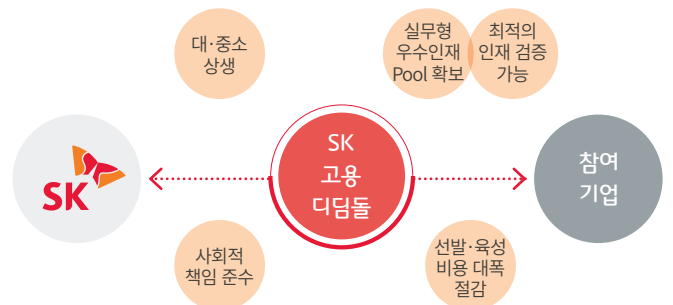 대·중소
상생
실무형
우수인재
Pool 확보
최적의
인재 검증
가능
SK
SK
고용
디딤돌
참여
기업
사회적
책임 준수
선발·육성
비용 대폭
절감